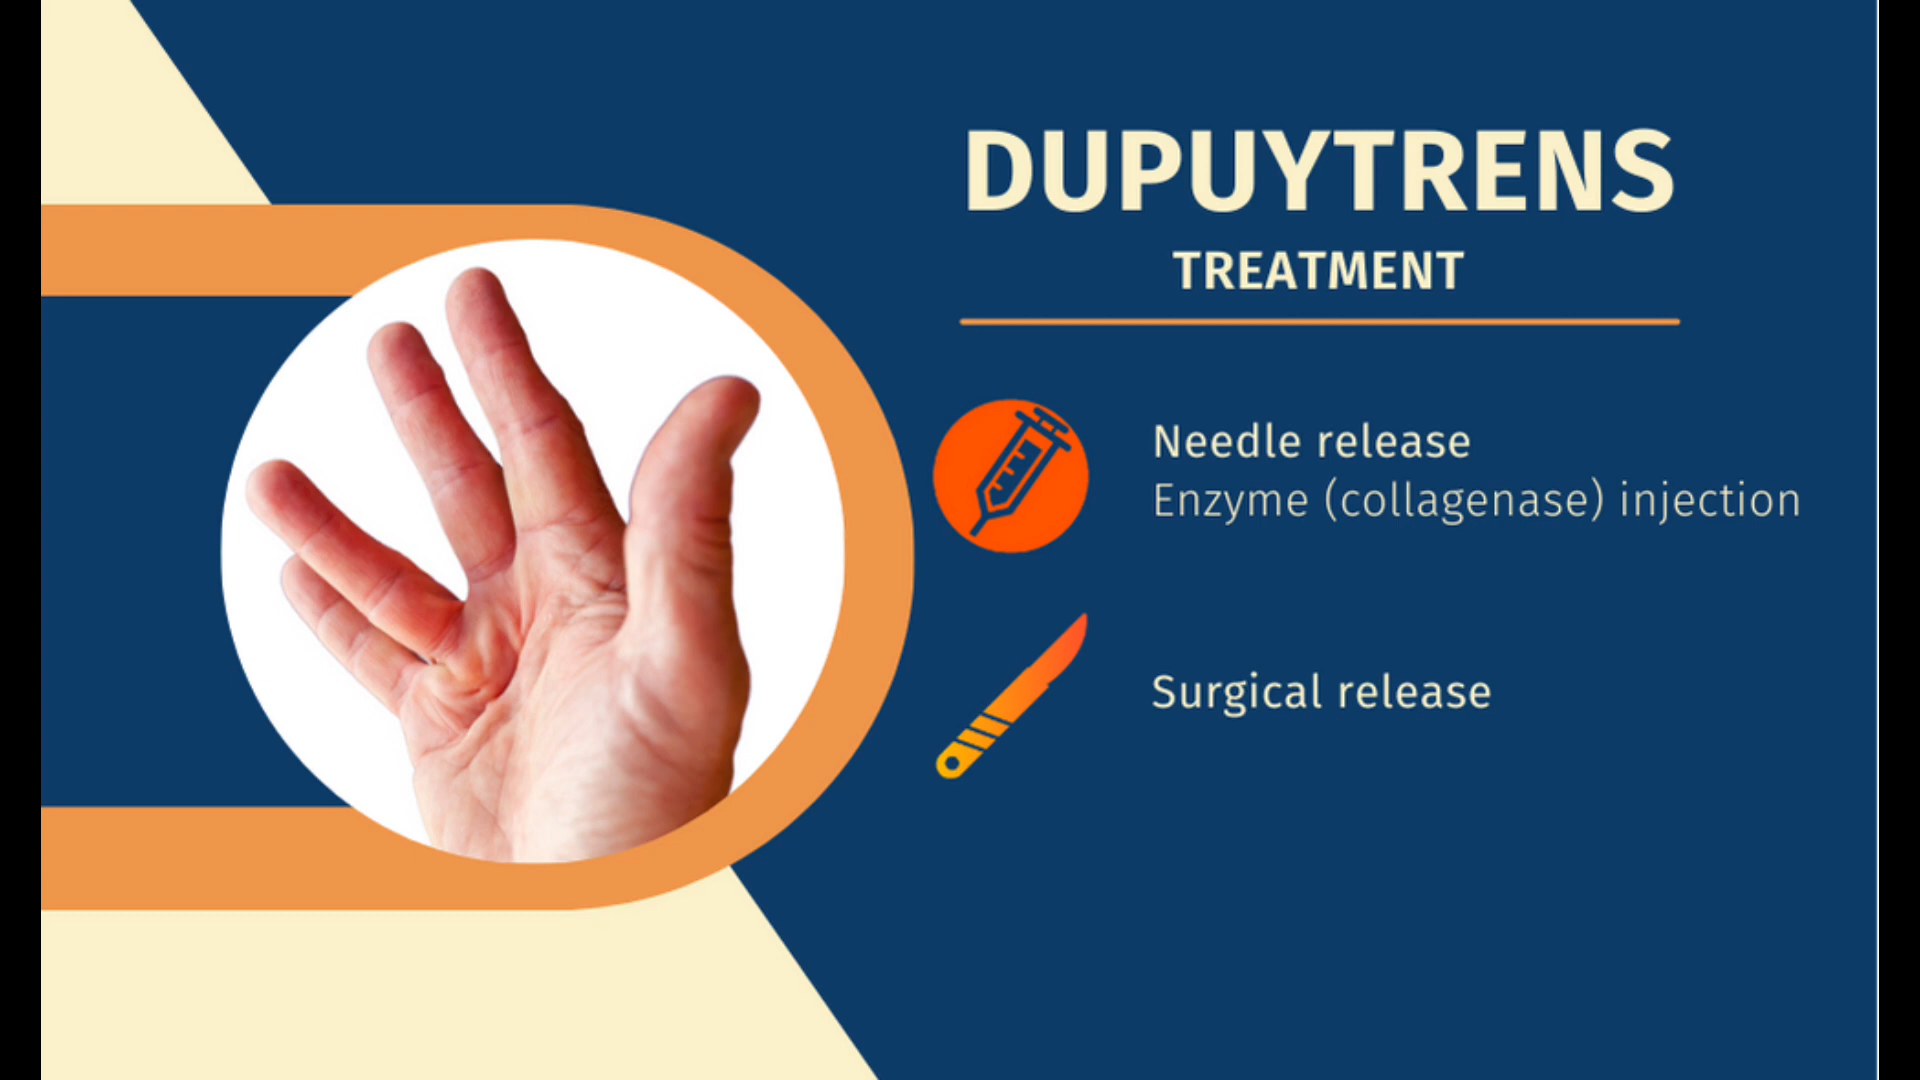 DUPUYTRENS
TREATMENT
Needle release
Enzyme (collagenase) injection
Surgical release